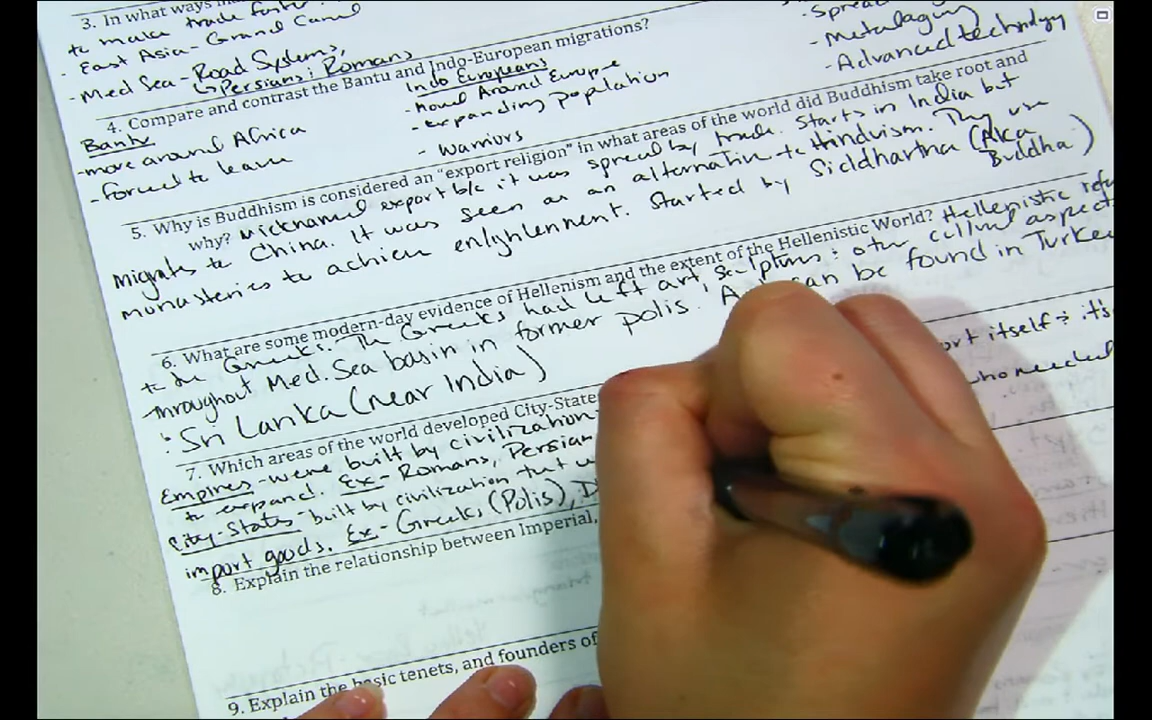 3. In what ways
to make trade faster.
- East Asia - Grand Canal
- Med Sea - Road Systems,
Persians; Romans
- Metalaging
- Advanced technology
4. Compare and contrast the Bantu and Indo-European migrations?
Bantu
- move around Africa
- forced to leave
Indo Europeans
- Around Europe
- expanding population
- warriors
5. Why is Buddhism is considered an "export religion" in what areas of the world did Buddhism take root and
why? Nicknamed export b/c it was spread by trade. Starts in India but
Migrates to China. It was seen as an alternative to Hinduism. They use
monasteries to achieve enlightenment. Started by Siddhartha (Aka
Buddha)
6. What are some modern-day evidence of Hellenism and the extent of the Hellenistic World? Hellenistic
to the Greeks. The Greeks had left art, sculptures : other cultural aspects
Throughout Med. Sea basin in former polis. can be found in Turkey
Sri Lanka (near India)
7. Which areas of the world developed City-State
Empires - were built by civilization
to expand. Ex - Romans, Persian
City-States - built by civilization that who needed
import goods. Ex - Greeks (Polis),
8. Explain the relationship between Imperial,
9. Explain the basic tenets, and founders of